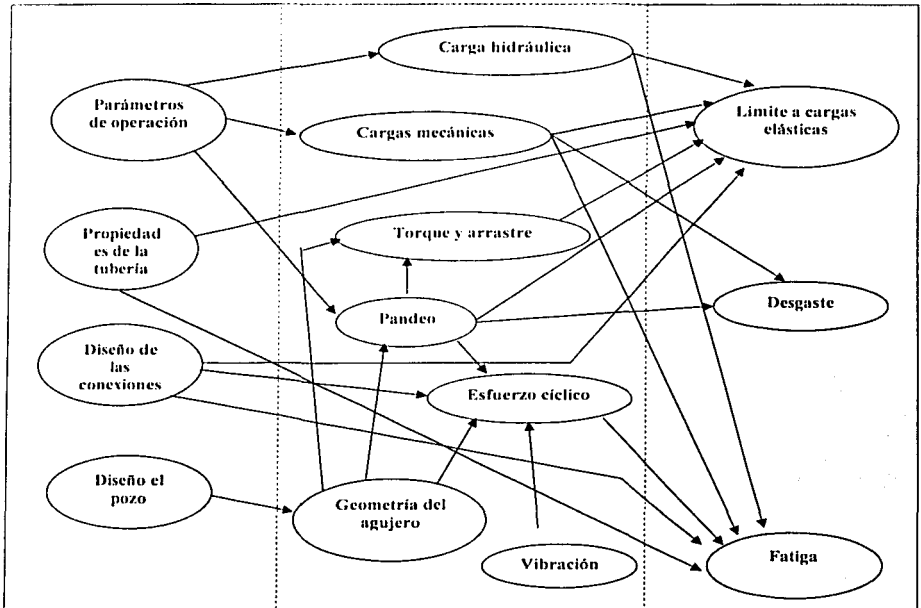 Carga hidráulica
Parámetros
de operación
Cargas mecánicas
Limite a cargas
elásticas
Propiedad
es de la
tubería
Torque y arrastre
Pandeo
Desgaste
Diseño de
las
conexiones
Esfuerzo cíclico
Diseño el
pozo
Geometría del
agujero
Vibración
Fatiga